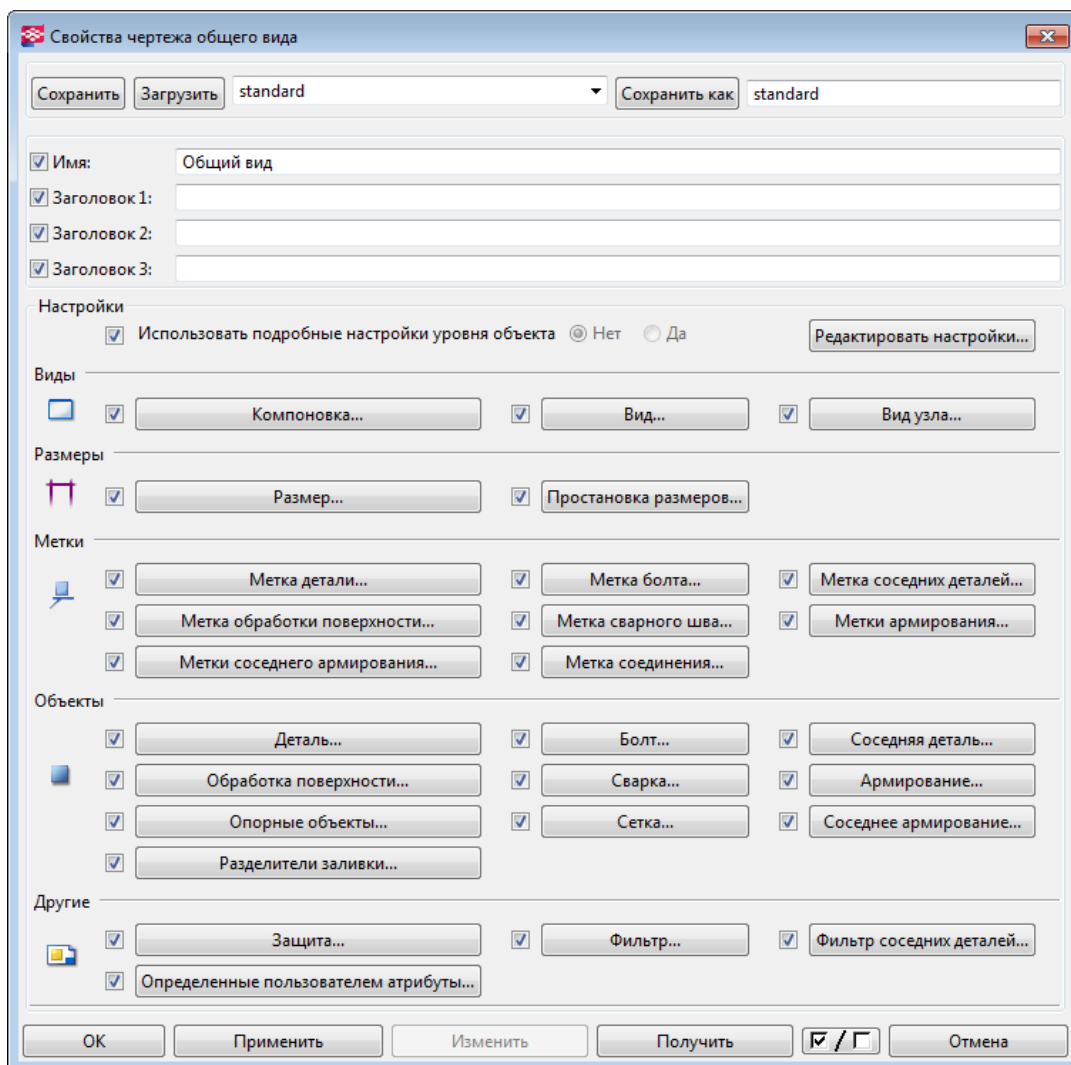 Свойства чертежа общего вида
Сохранить Загрузить standard Сохранить как standard
Имя: Общий вид
Заголовок 1:
Заголовок 2:
Заголовок 3:
Настройки
Использовать подробные настройки уровня объекта Нет Да Редактировать настройки...
Виды
Компоновка... Вид... Вид узла...
Размеры
Размер... Простановка размеров...
Метки
Метка детали... Метка болта... Метка соседних деталей...
Метка обработки поверхности... Метка сварного шва... Метки армирования...
Метки соседнего армирования... Метка соединения...
Объекты
Деталь... Болт... Соседняя деталь...
Обработка поверхности... Сварка... Армирование...
Опорные объекты... Сетка... Соседнее армирование...
Разделители заливки...
Другие
Защита... Фильтр... Фильтр соседних деталей...
Определенные пользователем атрибуты...
ОК Применить Изменить Получить / Отмена